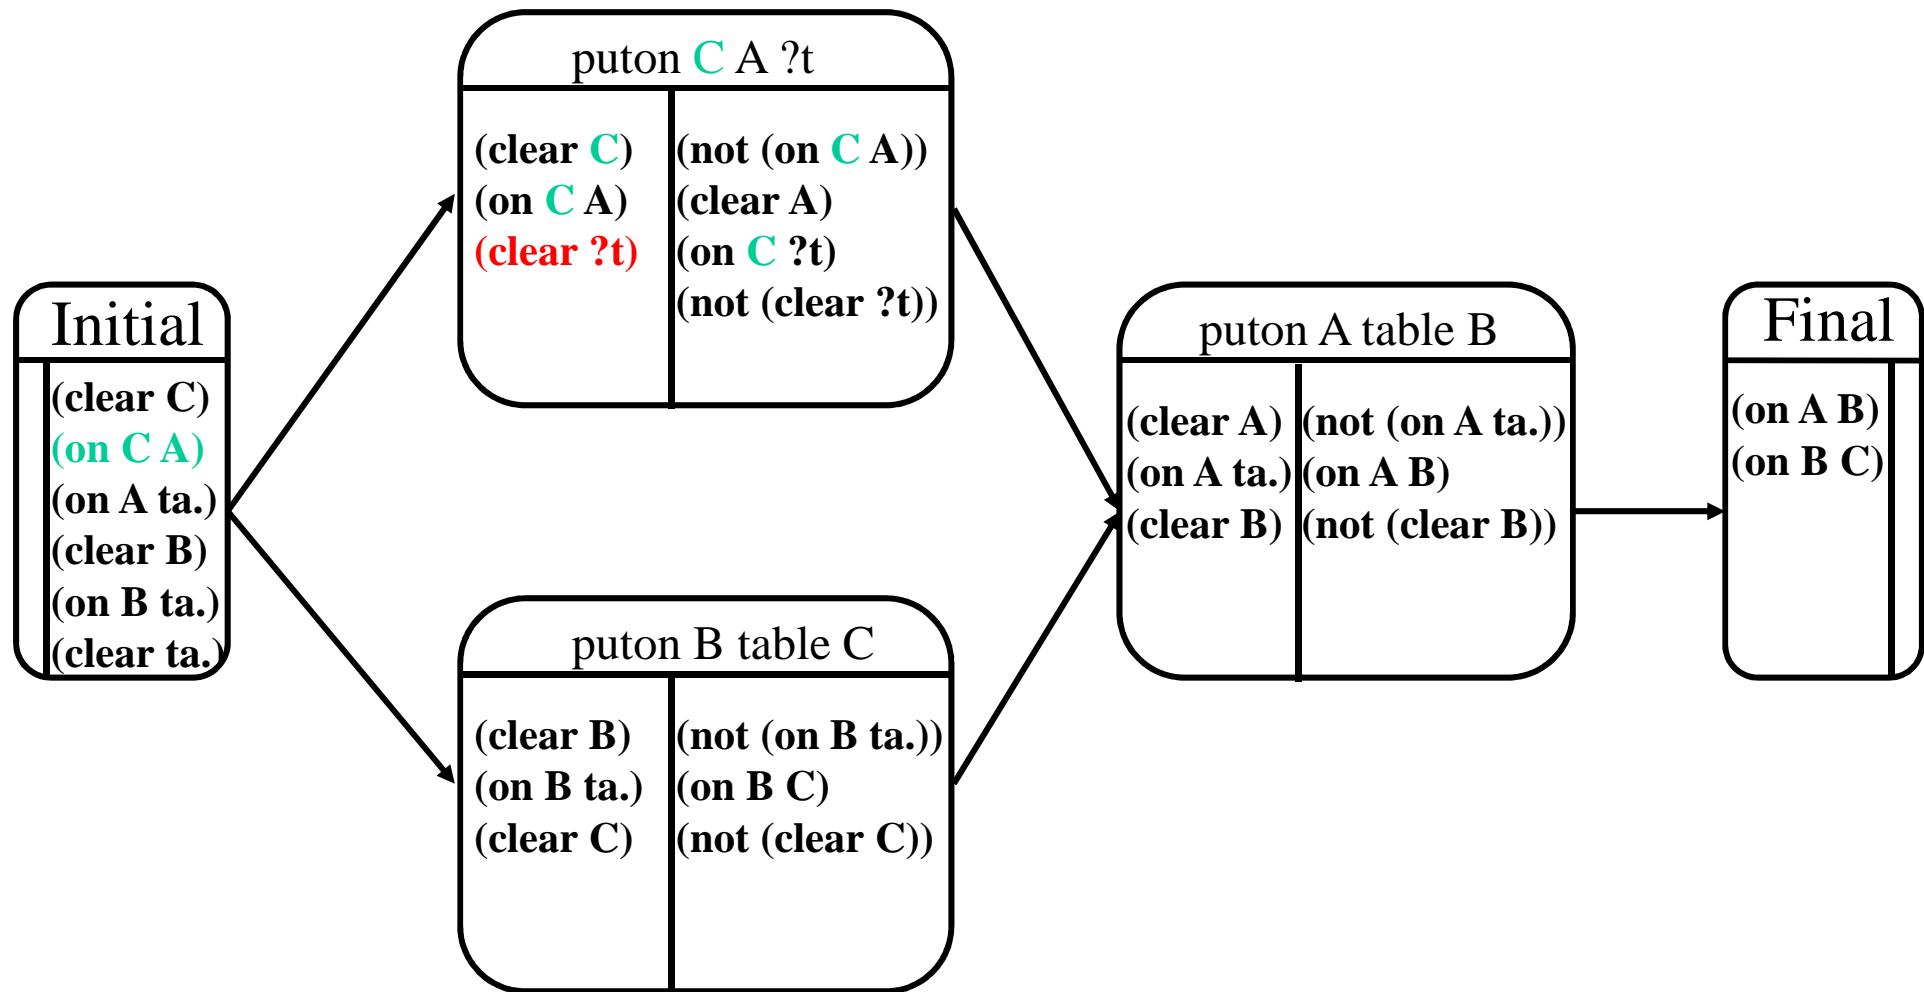 Initial
(clear C)
(on C A)
(on A ta.)
(clear B)
(on B ta.)
(clear ta.)
puton C A ?t
(clear C)
(on C A)
(clear ?t)
(not (on C A))
(clear A)
(on C ?t)
(not (clear ?t))
puton B table C
(clear B)
(on B ta.)
(clear C)
(not (on B ta.))
(on B C)
(not (clear C))
puton A table B
(clear A)
(on A ta.)
(clear B)
(not (on A ta.))
(on A B)
(not (clear B))
Final
(on A B)
(on B C)